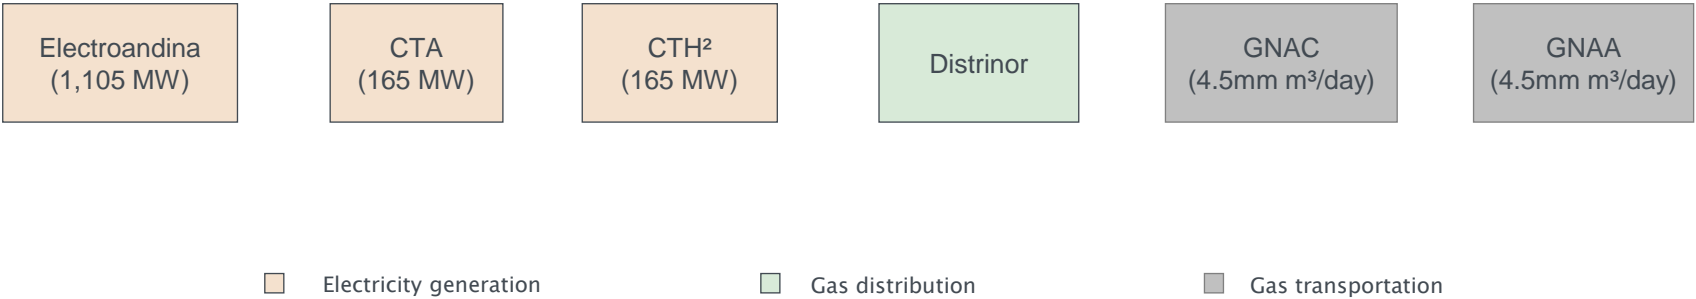 Electroandina
(1,105 MW)
CTA
(165 MW)
CTH²
(165 MW)
Distrinor
GNAC
(4.5mm m³/day)
GNAA
(4.5mm m³/day)
Electricity generation
Gas distribution
Gas transportation